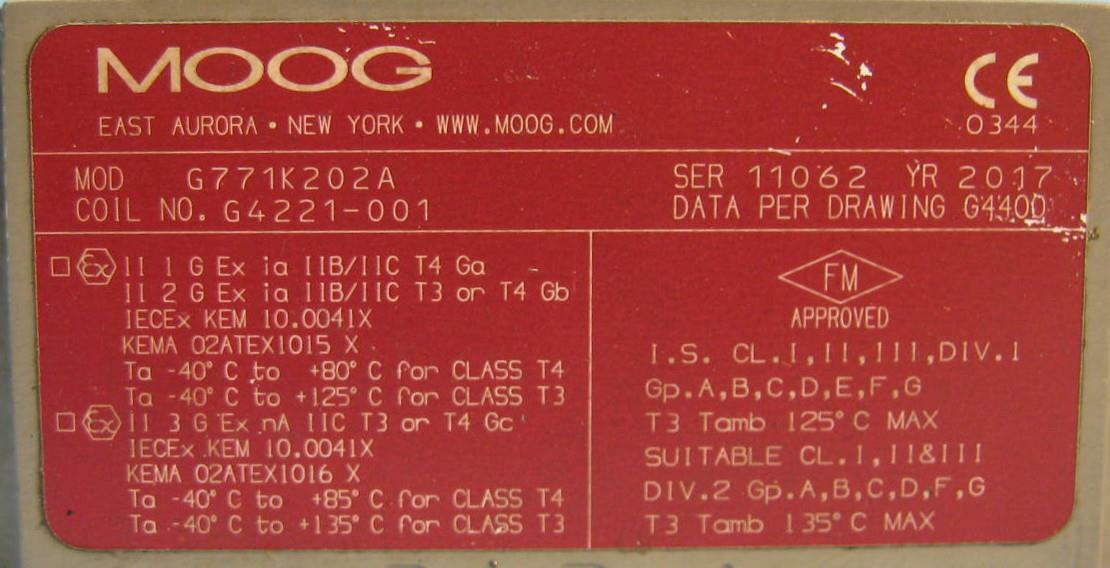 MOOG
EAST AURORA • NEW YORK • WWW.MOOG.COM
CE
0344
MOD G771K202A
COIL NO. G4221-001
SER 11062 YR 2017
DATA PER DRAWING G4400
Ex II 1 G Ex ia IIB/IIC T4 Ga
II 2 G Ex ia IIB/IIC T3 or T4 Gb
IECEx KEM 10.0041X
KEMA 02ATEX1015 X
Ta -40° C to +80° C for CLASS T4
Ta -40° C to +125° C for CLASS T3
Ex II 3 G Ex nA IIC T3 or T4 Gc
IECEx KEM 10.0041X
KEMA 02ATEX1016 X
Ta -40° C to +85° C for CLASS T4
Ta -40° C to +135° C for CLASS T3
FM
APPROVED
I.S. CL.I,II,III,DIV.1
Gp.A,B,C,D,E,F,G
T3 Tamb 125° C MAX
SUITABLE CL.I,II&III
DIV.2 Gp.A,B,C,D,F,G
T3 Tamb 135° C MAX